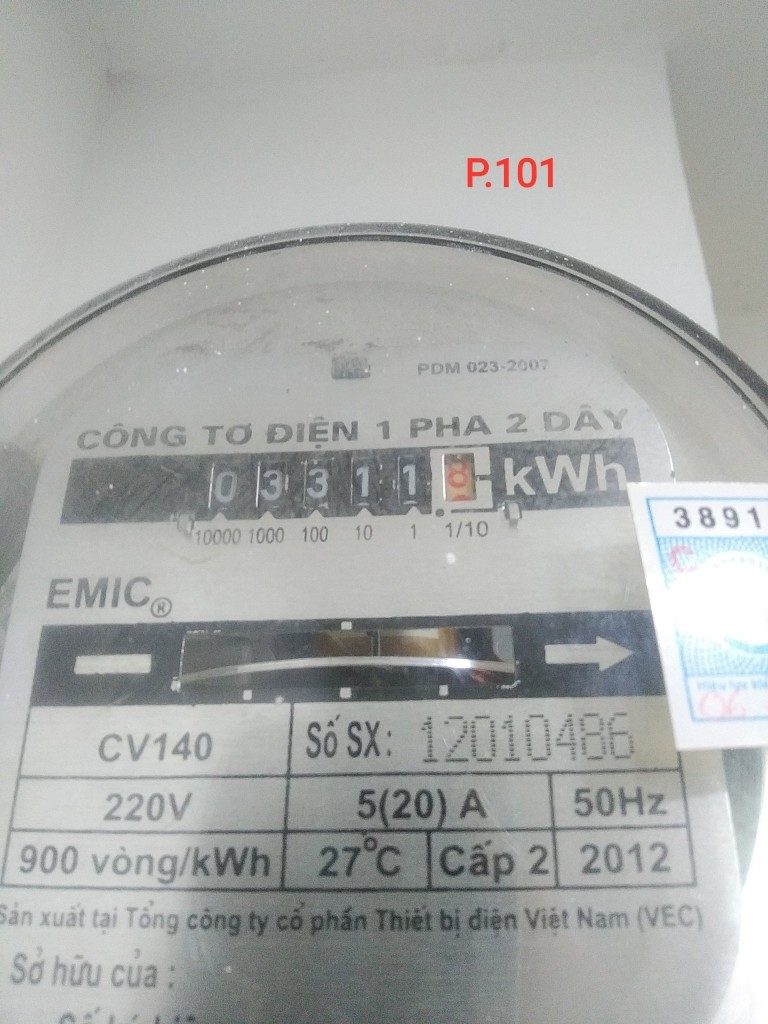 P.101
PDM 023-2007
CÔNG TƠ ĐIỆN 1 PHA 2 DÂY
0 3 3 1 1 8 kWh
10000 1000 100 10 1 1/10
3891
EMIC®
CV140 Số SX: 12010486
220V 5(20) A 50Hz
900 vòng/kWh 27°C Cấp 2 2012
Sản xuất tại Tổng công ty cổ phần Thiết bị điện Việt Nam (VEC)
Sở hữu của :